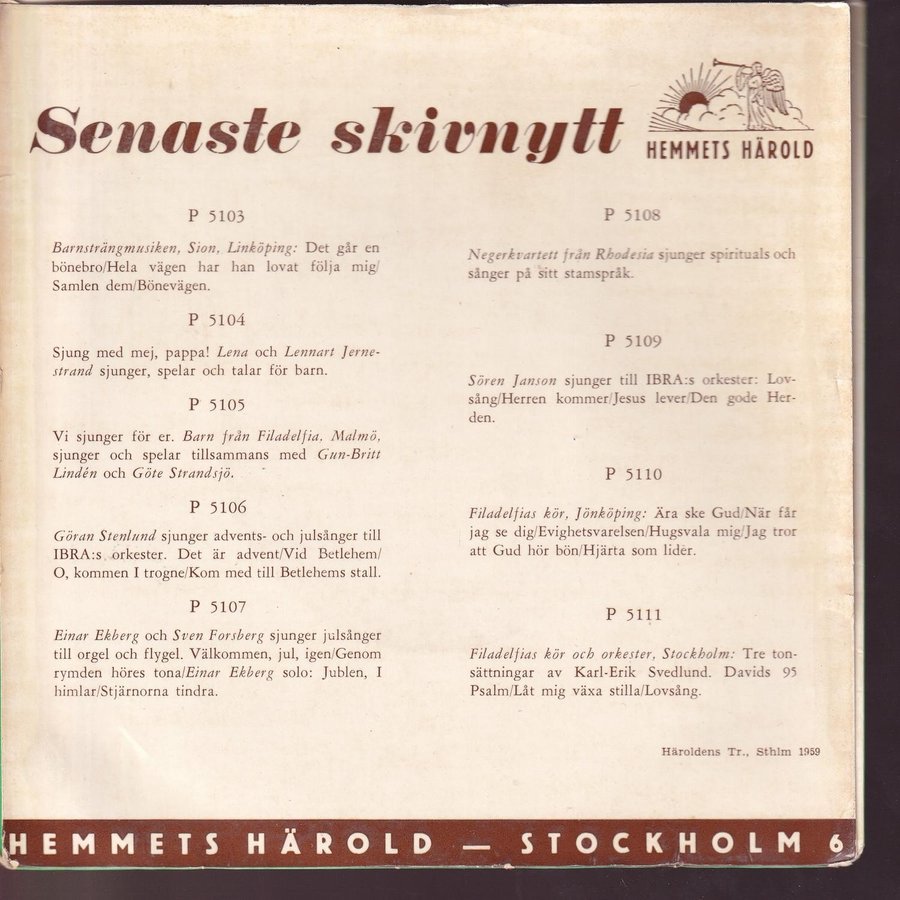 Senaste skivnytt
HEMMETS HÄROLD
P 5103
Barnsträngmusiken, Sion, Linköping: Det går en
bönebro/Hela vägen har han lovat följa mig/
Samlen dem/Bönevägen.
P 5104
Sjung med mej, pappa! Lena och Lennart Jerne-
strand sjunger, spelar och talar för barn.
P 5105
Vi sjunger för er. Barn från Filadelfia, Malmö,
sjunger och spelar tillsammans med Gun-Britt
Lindén och Göte Strandsjö.
P 5106
Göran Stenlund sjunger advents- och julsånger till
IBRA:s orkester. Det är advent/Vid Betlehem/
O, kommen I trogne/Kom med till Betlehems stall.
P 5107
Einar Ekberg och Sven Forsberg sjunger julsånger
till orgel och flygel. Välkommen, jul, igen/Genom
rymden höres tona/Einar Ekberg solo: Jublen, I
himlar/Stjärnorna tindra.
P 5108
Negerkvartett från Rhodesia sjunger spirituals och
sånger på sitt stamspråk.
P 5109
Sören Janson sjunger till IBRA:s orkester: Lov-
sång/Herren kommer/Jesus lever/Den gode Her-
den.
P 5110
Filadelfias kör, Jönköping: Ära ske Gud/När får
jag se dig/Evighetsvarelsen/Hugsvala mig/Jag tror
att Gud hör bön/Hjärta som lider.
P 5111
Filadelfias kör och orkester, Stockholm: Tre ton-
sättningar av Karl-Erik Svedlund. Davids 95
Psalm/Låt mig växa stilla/Lovsång.
Häroldens Tr., Sthlm 1959
HEMMETS HÄROLD — STOCKHOLM 6